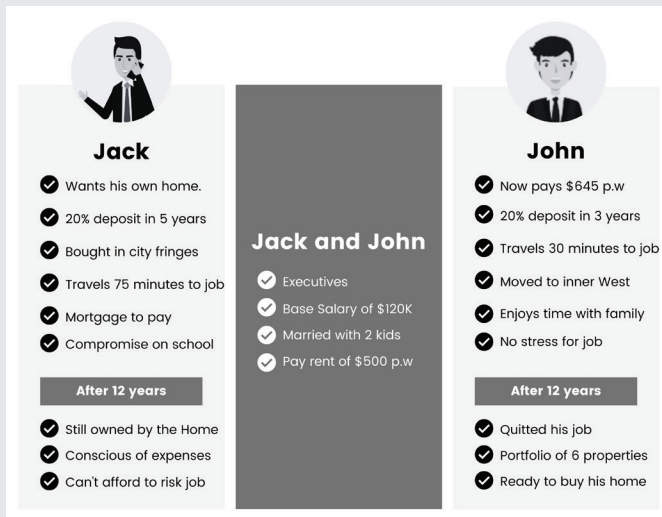 Jack
Wants his own home.
20% deposit in 5 years
Bought in city fringes
Travels 75 minutes to job
Mortgage to pay
Compromise on school
After 12 years
Still owned by the Home
Conscious of expenses
Can't afford to risk job
Jack and John
Executives
Base Salary of $120K
Married with 2 kids
Pay rent of $500 p.w
John
Now pays $645 p.w
20% deposit in 3 years
Travels 30 minutes to job
Moved to inner West
Enjoys time with family
No stress for job
After 12 years
Quitted his job
Portfolio of 6 properties
Ready to buy his home